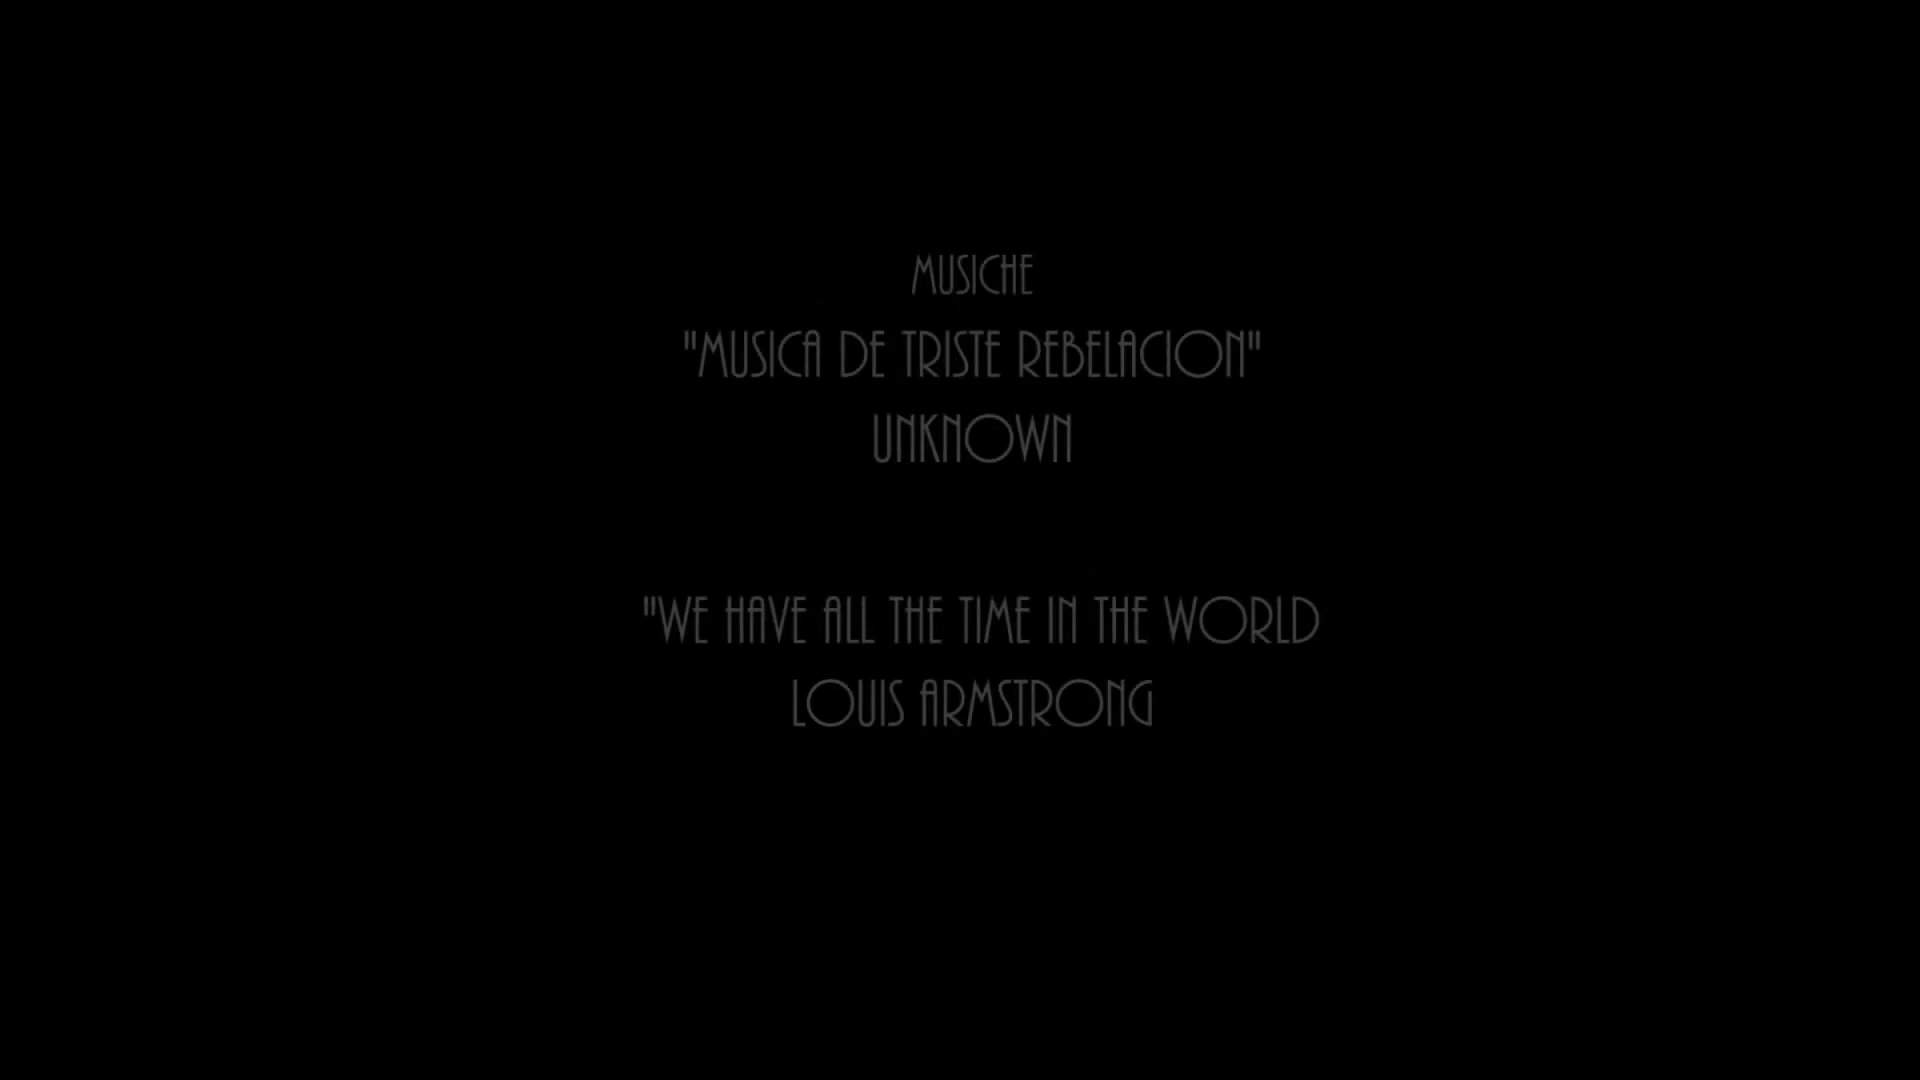 MUSICHE
"MUSICA DE TRISTE REBELACION"
UNKNOWN
"WE HAVE ALL THE TIME IN THE WORLD
LOUIS ARMSTRONG